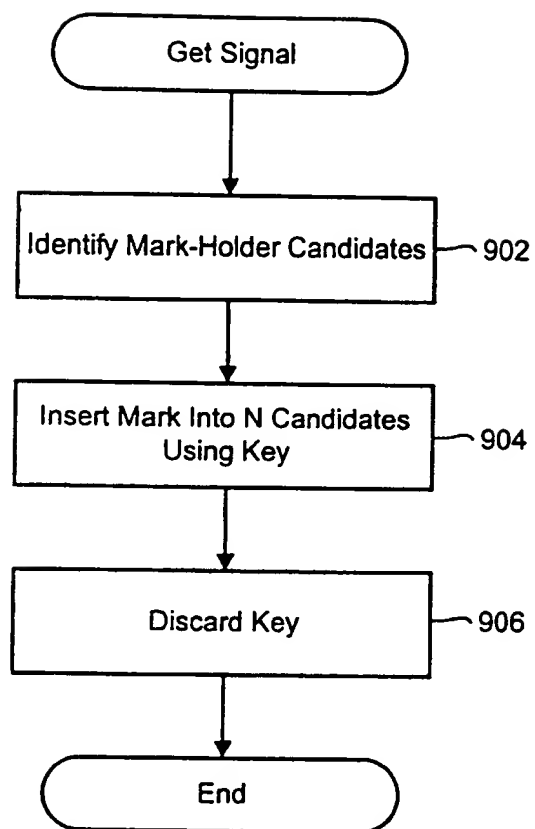 Get Signal
Identify Mark-Holder Candidates
902
Insert Mark Into N Candidates
Using Key
904
Discard Key
906
End